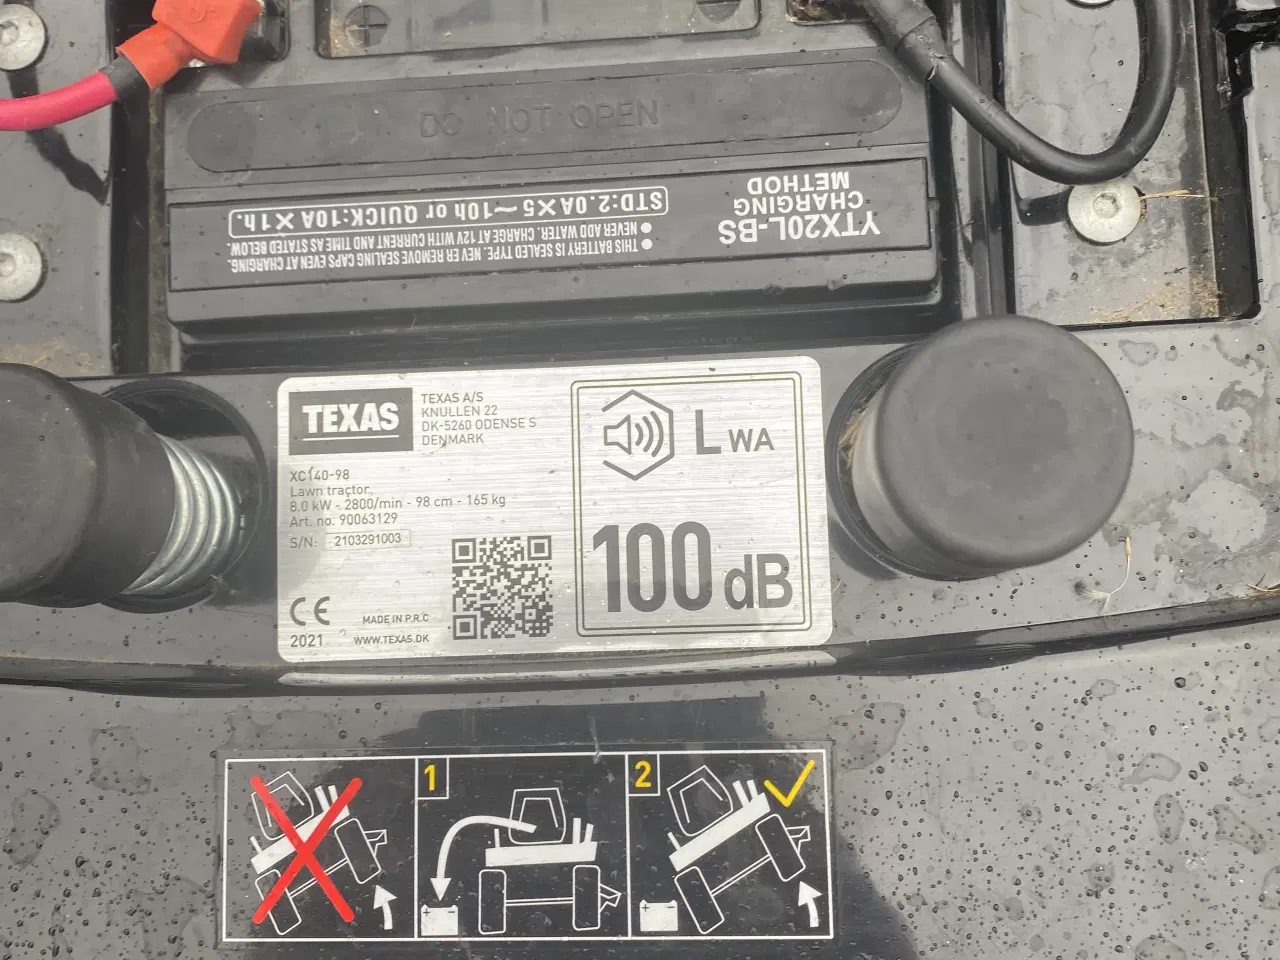 DO NOT OPEN
YTX20L-BS
CHARGING
METHOD
STD:2.0A×5~10h or QUICK:10A×1h.
● THIS BATTERY IS SEALED TYPE. NEVER REMOVE SEALING CAPS EVEN AT CHARGING.
● NEVER ADD WATER. CHARGE AT 12V WITH CURRENT AND TIME AS STATED BELOW.
TEXAS
TEXAS A/S
KNULLEN 22
DK-5260 ODENSE S
DENMARK
XC140-98
Lawn tractor,
8.0 kW - 2800/min - 98 cm - 165 kg
Art. no. 90063129
S/N: 2103291003
CE
2021
MADE IN P.R.C
WWW.TEXAS.DK
LWA
100 dB
1
2